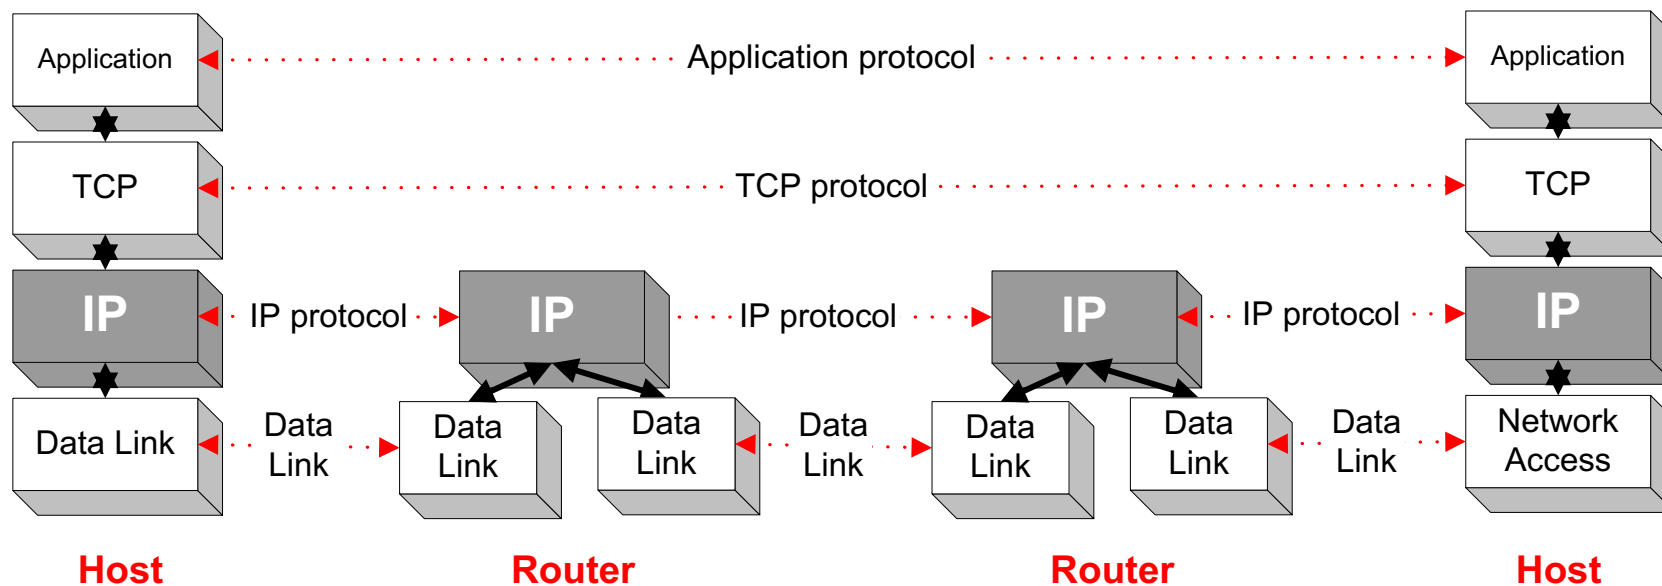 Application
Application protocol
Application
TCP
TCP protocol
TCP
IP
IP protocol
IP
IP protocol
IP
IP protocol
IP
Data Link
Data
Link
Data
Link
Data
Link
Data
Link
Data
Link
Data
Link
Data
Link
Network
Access
Host
Router
Router
Host